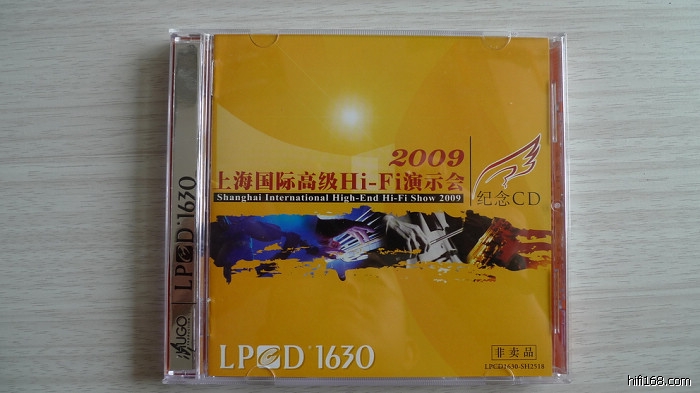 2009
上海国际高级Hi-Fi演示会
Shanghai International High-End Hi-Fi Show 2009
纪念CD
LPCD 1630
非卖品
LPCD1630-SH2518
LPCD 1630
HUGO
hifi168.com